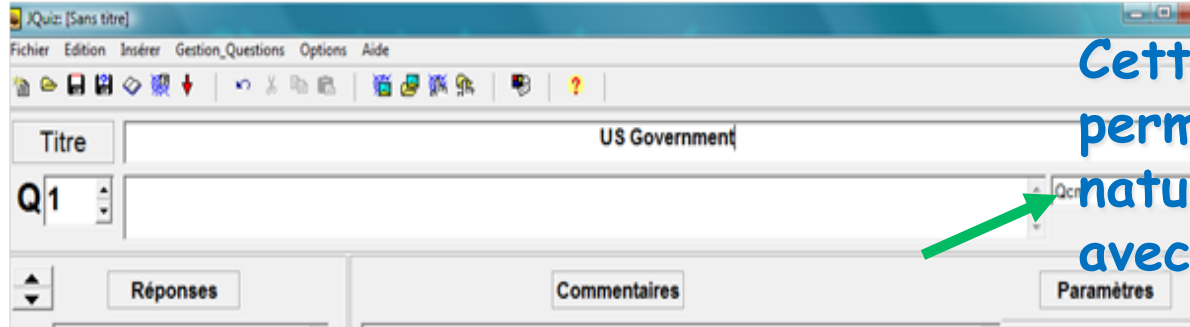 JQuiz: [Sans titre]
Fichier Edition Insérer Gestion_Questions Options Aide
Titre US Government
Q 1 Qcm
Réponses Commentaires Paramètres
Cett
perm
natu
avec